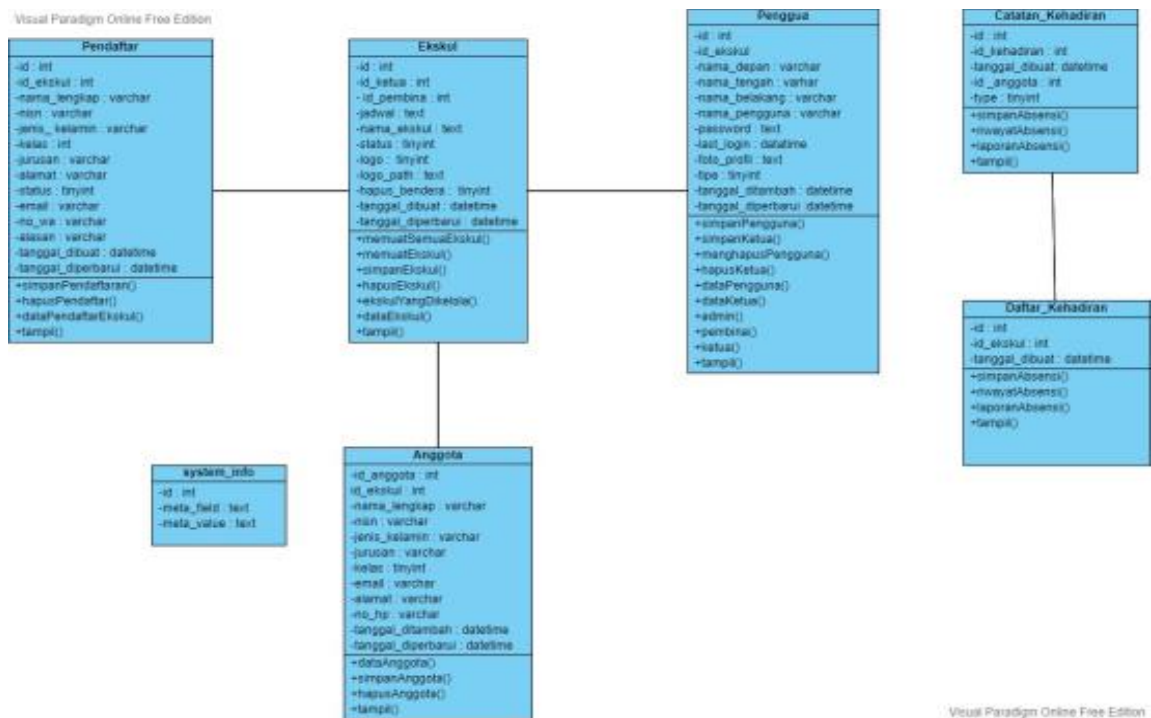 Visual Paradigm Online Free Edition
Pendaftar
-id : int
-id_ekskul : int
-nama_lengkap : varchar
-nisn : varchar
-jenis_ kelamin : varchar
-kelas : int
-jurusan : varchar
-alamat : varchar
-status : tinyint
-email : varchar
-no_wa : varchar
-alasan : varchar
-tanggal_dibuat : datetime
-tanggal_diperbarui : datetime
+simpanPendaftaran()
+hapusPendaftar()
+dataPendaftarEkskul()
+tampil()
Ekskul
-id : int
-id_ketua : int
- id_pembina : int
-jadwal : text
-nama_ekskul : text
-status : tinyint
-logo : tinyint
-logo_path : text
-hapus_bendera : tinyint
-tanggal_dibuat : datetime
-tanggal_diperbarui : datetime
+memuatSemuaEkskul()
+memuatEkskul()
+simpanEkskul()
+hapusEkskul()
+ekskulYangDikelola()
+dataEkskul()
+tampil()
Penggua
-id : int
-id_ekskul
-nama_depan : varchar
-nama_tengah : varhar
-nama_belakang : varchar
-nama_pengguna : varchar
-password : text
-last_login : datatime
-foto_profil : text
-tipe : tinyint
-tanggal_ditambah : datetime
-tanggal_diperbarui :datetime
+simpanPengguna()
+simpanKetua()
+menghapusPengguna()
+hapusKetua()
+dataPengguna()
+dataKetua()
+admin()
+pembina()
+ketua()
+tampil()
Catatan_Kehadiran
-id : int
-id_kehadiran : int
-tanggal_dibuat: datetime
-id _anggota : int
-type : tinyint
+simpanAbsensi()
+riwayatAbsensi()
+laporanAbsensi()
+tampil()
Daftar_Kehadiran
-id : int
-id_ekskul : int
-tanggal_dibuat : datetime
+simpanAbsensi()
+riwayatAbsensi()
+laporanAbsensi()
+tampil()
system_info
-id : int
-meta_field : text
-meta_value : text
Anggota
-id_anggota : int
id_ekskul : int
-nama_lengkap : varchar
-nisn : varchar
-jenis_kelamin : varchar
-jurusan : varchar
-kelas : tinyint
-email : varchar
-alamat : varchar
-no_hp : varchar
-tanggal_ditambah : datetime
-tanggal_diperbarui : datetime
+dataAnggota()
+simpanAnggota()
+hapusAnggota()
+tampil()
Visual Paradigm Online Free Edition